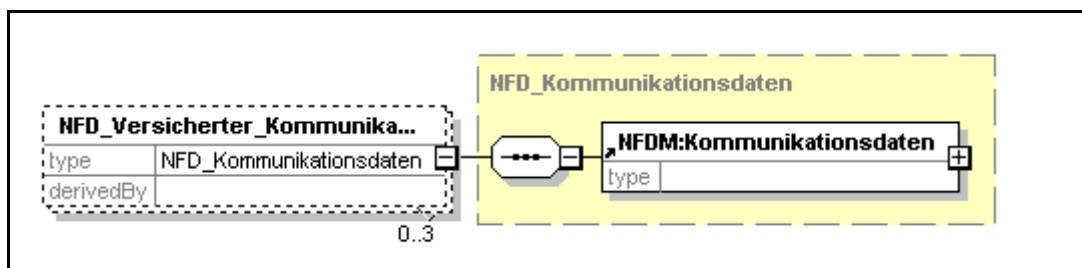 NFD_Kommunikationsdaten
NFD_Versicherter_Kommunika...
type NFD_Kommunikationsdaten
derivedBy
0..3
NFDM:Kommunikationsdaten
type